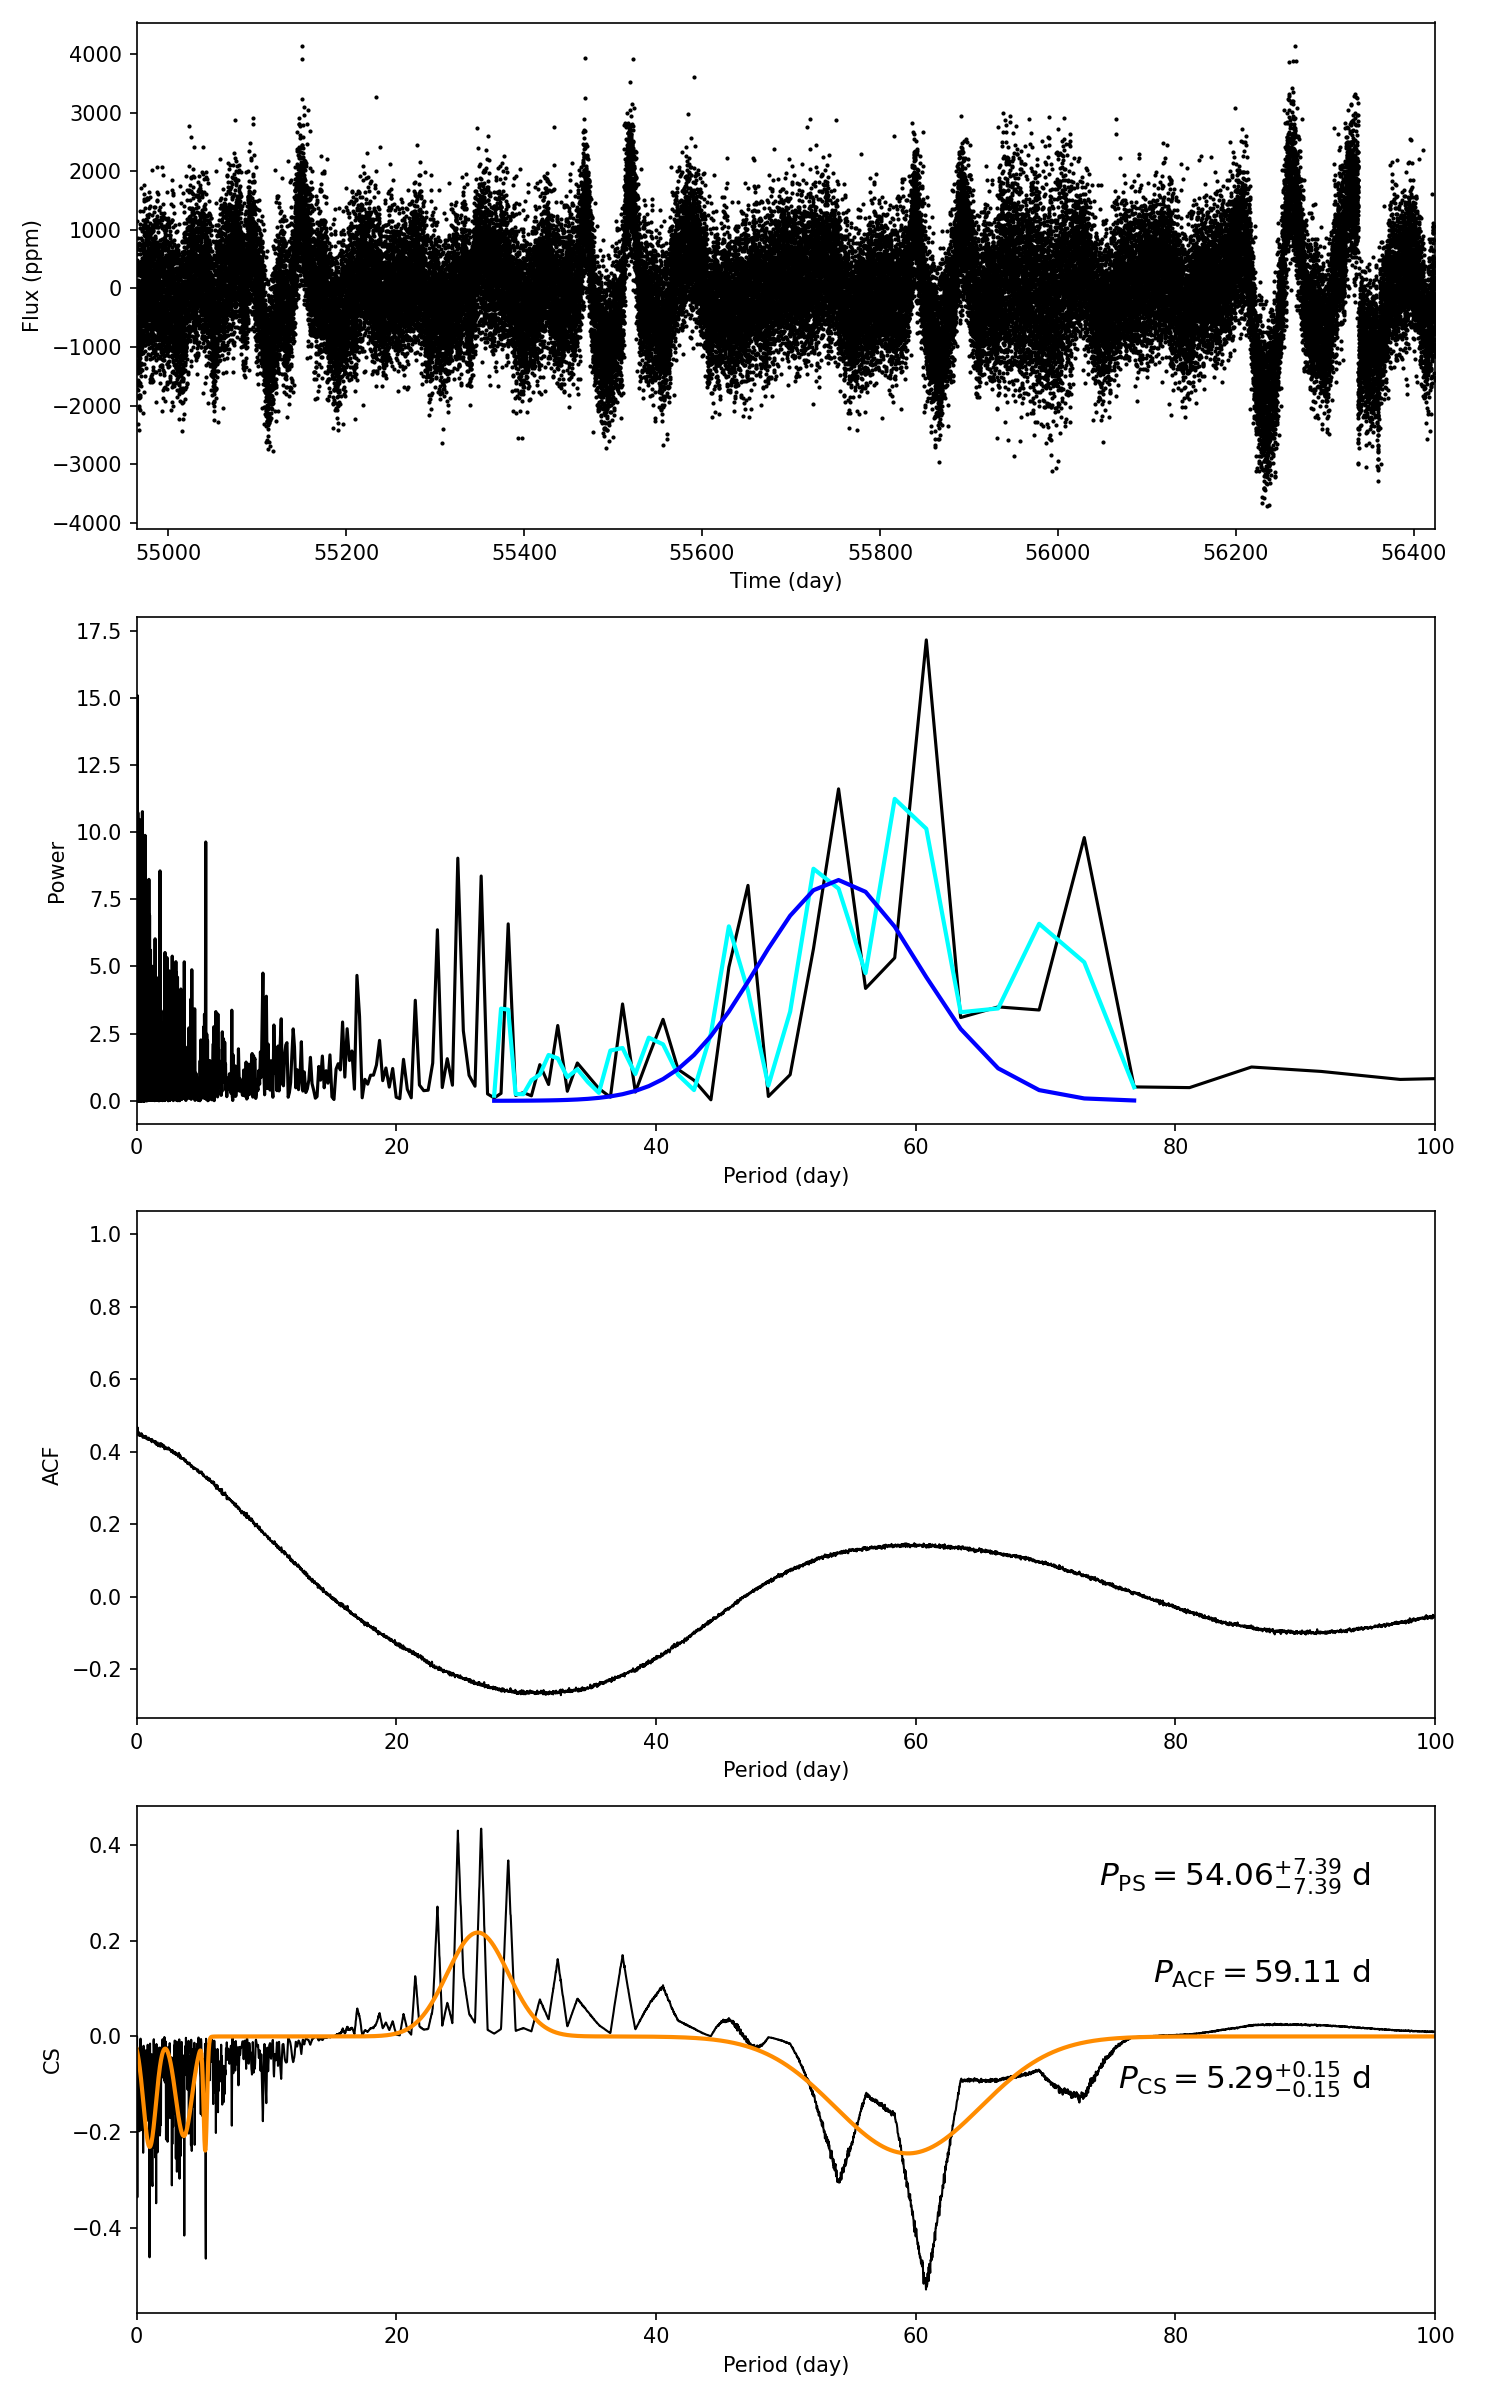 4000
3000
2000
1000
0
−1000
−2000
−3000
−4000
Flux (ppm)
55000 55200 55400 55600 55800 56000 56200 56400
Time (day)
17.5
15.0
12.5
10.0
7.5
5.0
2.5
0.0
Power
0 20 40 60 80 100
Period (day)
1.0
0.8
0.6
0.4
0.2
0.0
−0.2
ACF
0 20 40 60 80 100
Period (day)
0.4
0.2
0.0
−0.2
−0.4
CS
P_PS = 54.06^{+7.39}_{−7.39} d
P_ACF = 59.11 d
P_CS = 5.29^{+0.15}_{−0.15} d
0 20 40 60 80 100
Period (day)